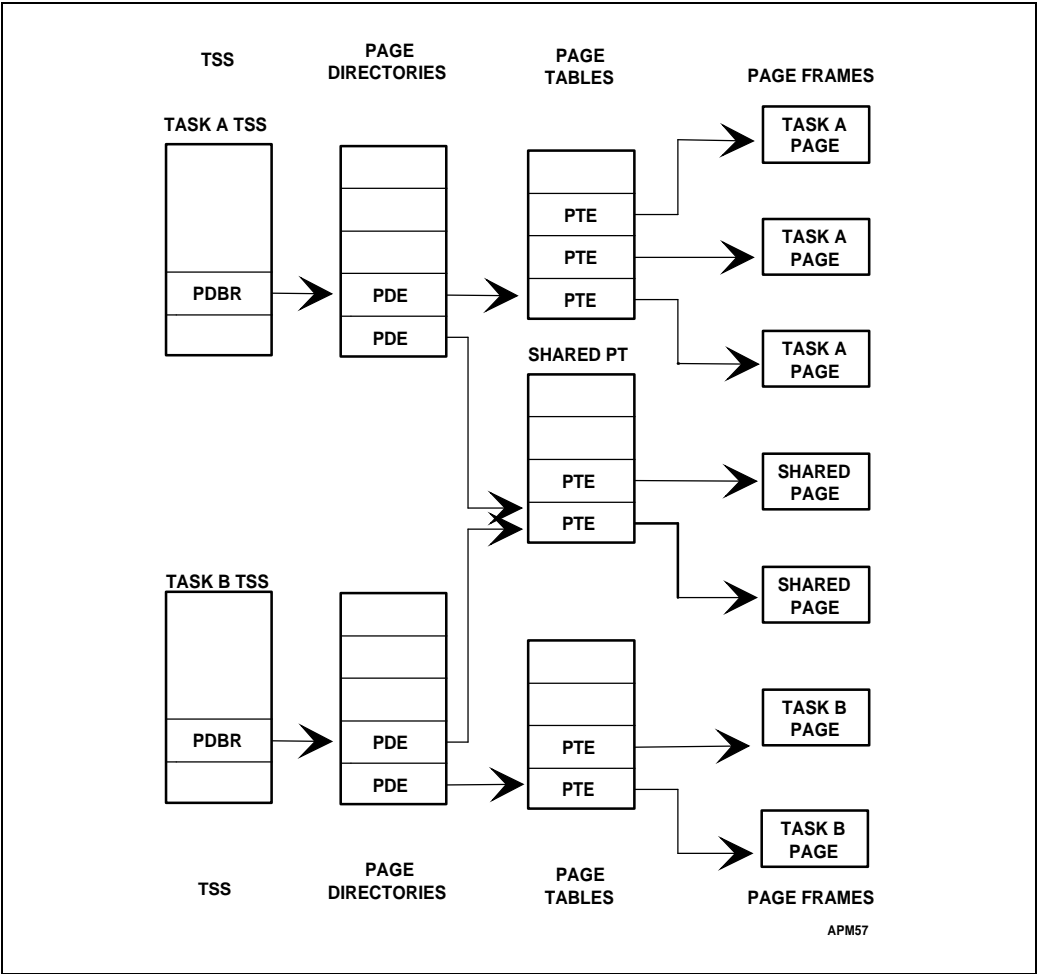 TSS
PAGE
DIRECTORIES
PAGE
TABLES
PAGE FRAMES
TASK A TSS
PDBR
PDE
PDE
PTE
PTE
PTE
TASK A
PAGE
TASK A
PAGE
TASK A
PAGE
SHARED PT
PTE
PTE
SHARED
PAGE
SHARED
PAGE
TASK B TSS
PDBR
PDE
PDE
PTE
PTE
TASK B
PAGE
TASK B
PAGE
TSS
PAGE
DIRECTORIES
PAGE
TABLES
PAGE FRAMES
APM57